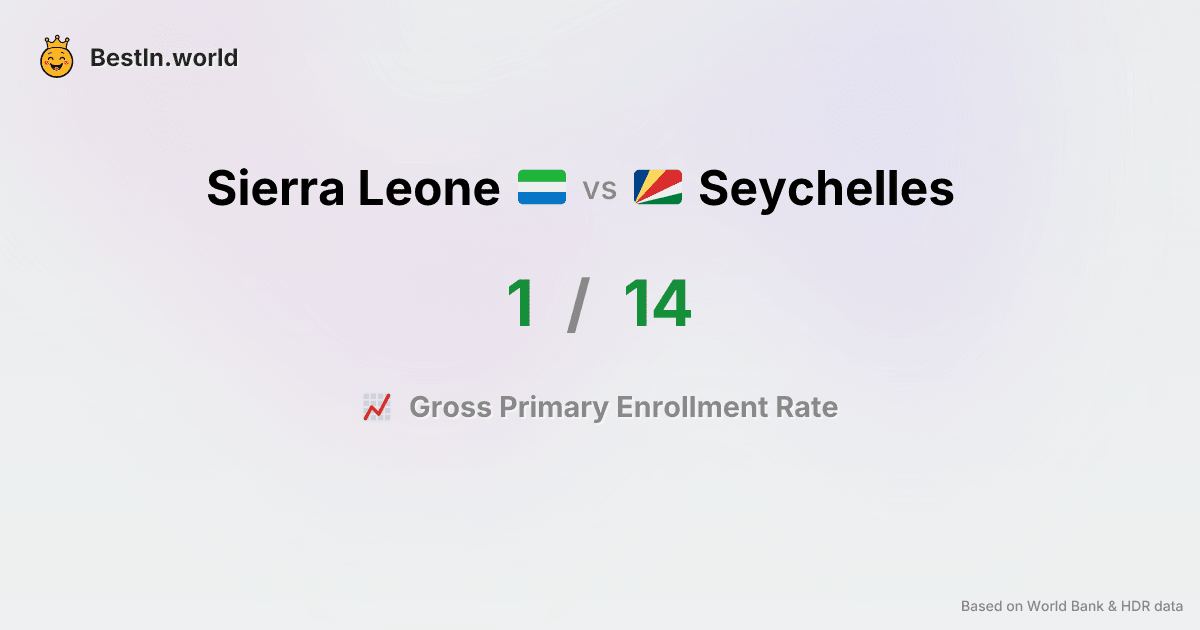 BestIn.world
Sierra Leone vs Seychelles
1 / 14
Gross Primary Enrollment Rate
Based on World Bank & HDR data